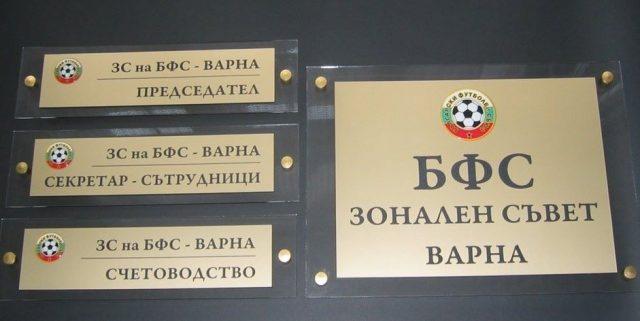 ЗС на БФС - ВАРНА
ПРЕДСЕДАТЕЛ
ЗС на БФС - ВАРНА
СЕКРЕТАР - СЪТРУДНИЦИ
ЗС на БФС - ВАРНА
СЧЕТОВОДСТВО
БФС
ЗОНАЛЕН СЪВЕТ
ВАРНА